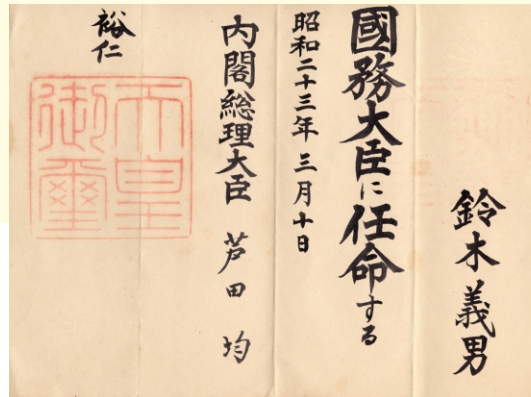 鈴木義男
國務大臣に任命する
昭和二十三年三月十日
内閣総理大臣 芦田均
裕仁
天皇御璽